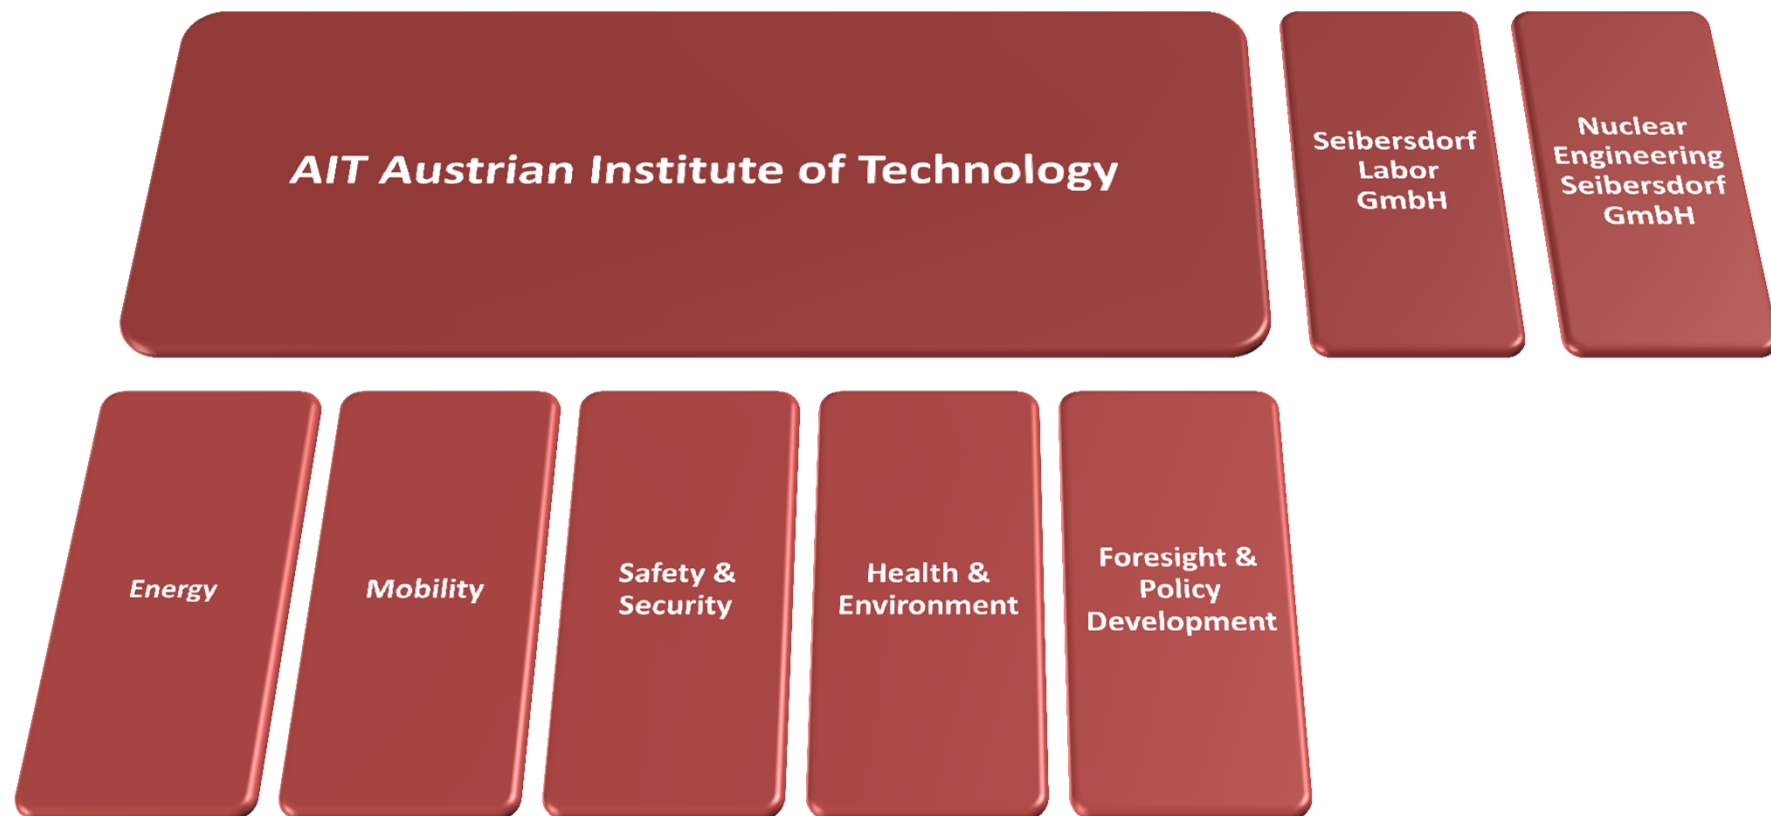 AIT Austrian Institute of Technology
Seibersdorf
Labor
GmbH
Nuclear
Engineering
Seibersdorf
GmbH
Energy
Mobility
Safety &
Security
Health &
Environment
Foresight &
Policy
Development